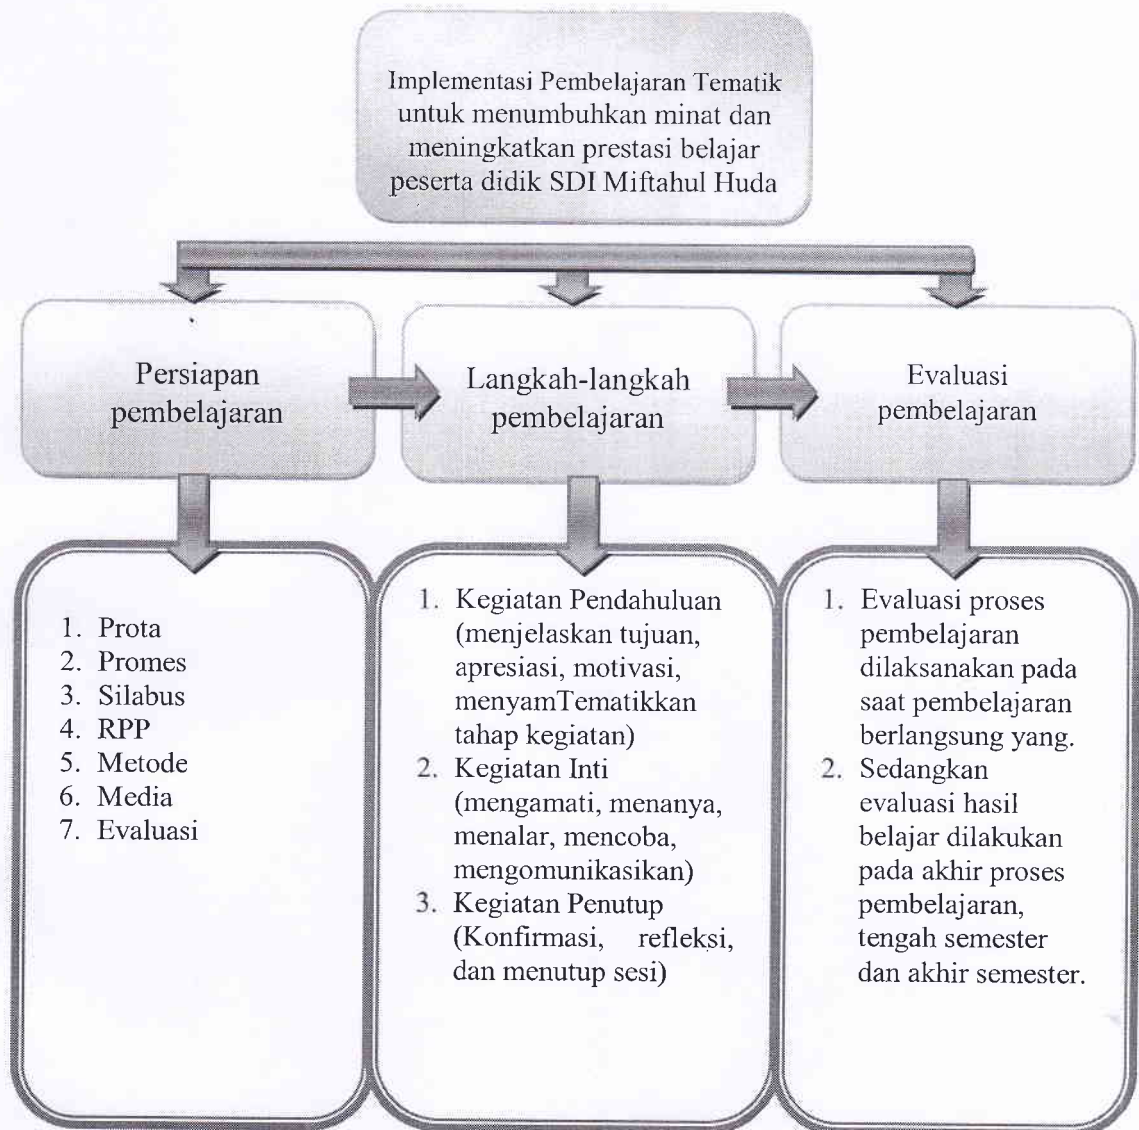 Implementasi Pembelajaran Tematik
untuk menumbuhkan minat dan
meningkatkan prestasi belajar
peserta didik SDI Miftahul Huda
Persiapan
pembelajaran
Langkah-langkah
pembelajaran
Evaluasi
pembelajaran
1. Prota
2. Promes
3. Silabus
4. RPP
5. Metode
6. Media
7. Evaluasi
1. Kegiatan Pendahuluan
(menjelaskan tujuan,
apresiasi, motivasi,
menyamTematikkan
tahap kegiatan)
2. Kegiatan Inti
(mengamati, menanya,
menalar, mencoba,
mengomunikasikan)
3. Kegiatan Penutup
(Konfirmasi, refleksi,
dan menutup sesi)
1. Evaluasi proses
pembelajaran
dilaksanakan pada
saat pembelajaran
berlangsung yang.
2. Sedangkan
evaluasi hasil
belajar dilakukan
pada akhir proses
pembelajaran,
tengah semester
dan akhir semester.